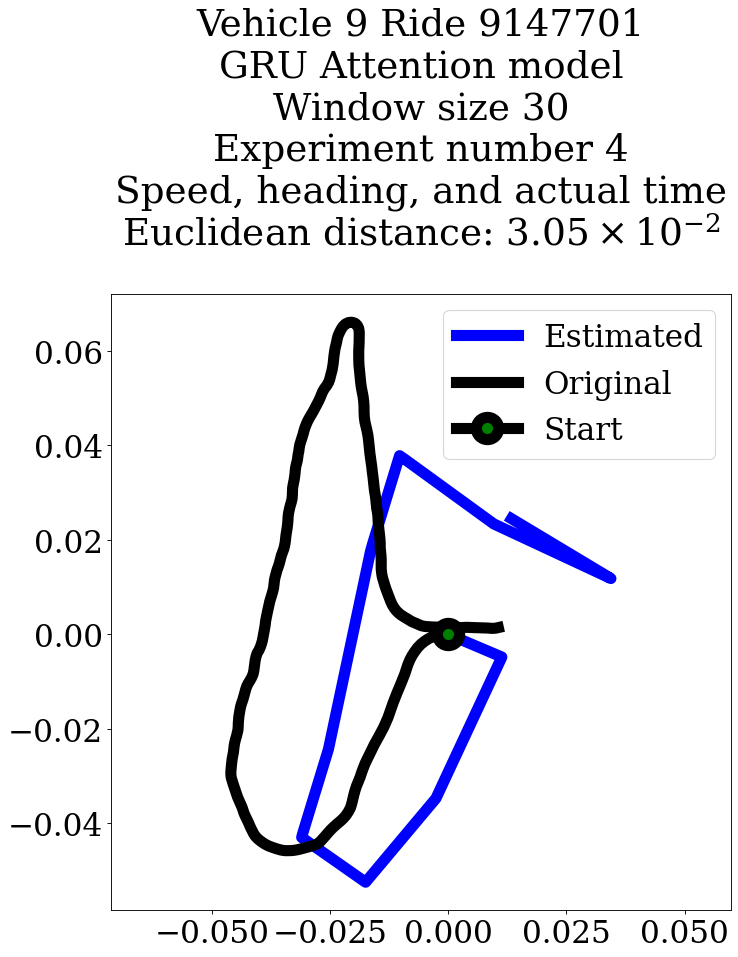 Vehicle 9 Ride 9147701
GRU Attention model
Window size 30
Experiment number 4
Speed, heading, and actual time
Euclidean distance: 3.05 × 10⁻²
Estimated
Original
Start
0.06
0.04
0.02
0.00
−0.02
−0.04
−0.050 −0.025 0.000 0.025 0.050